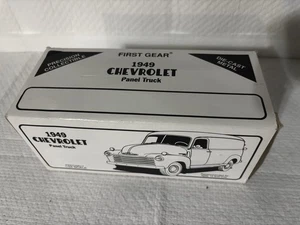 PRECISION
COLLECTIBLE
FIRST GEAR®
1949
CHEVROLET
Panel Truck
DIE-CAST
METAL
1949
CHEVROLET
Panel Truck